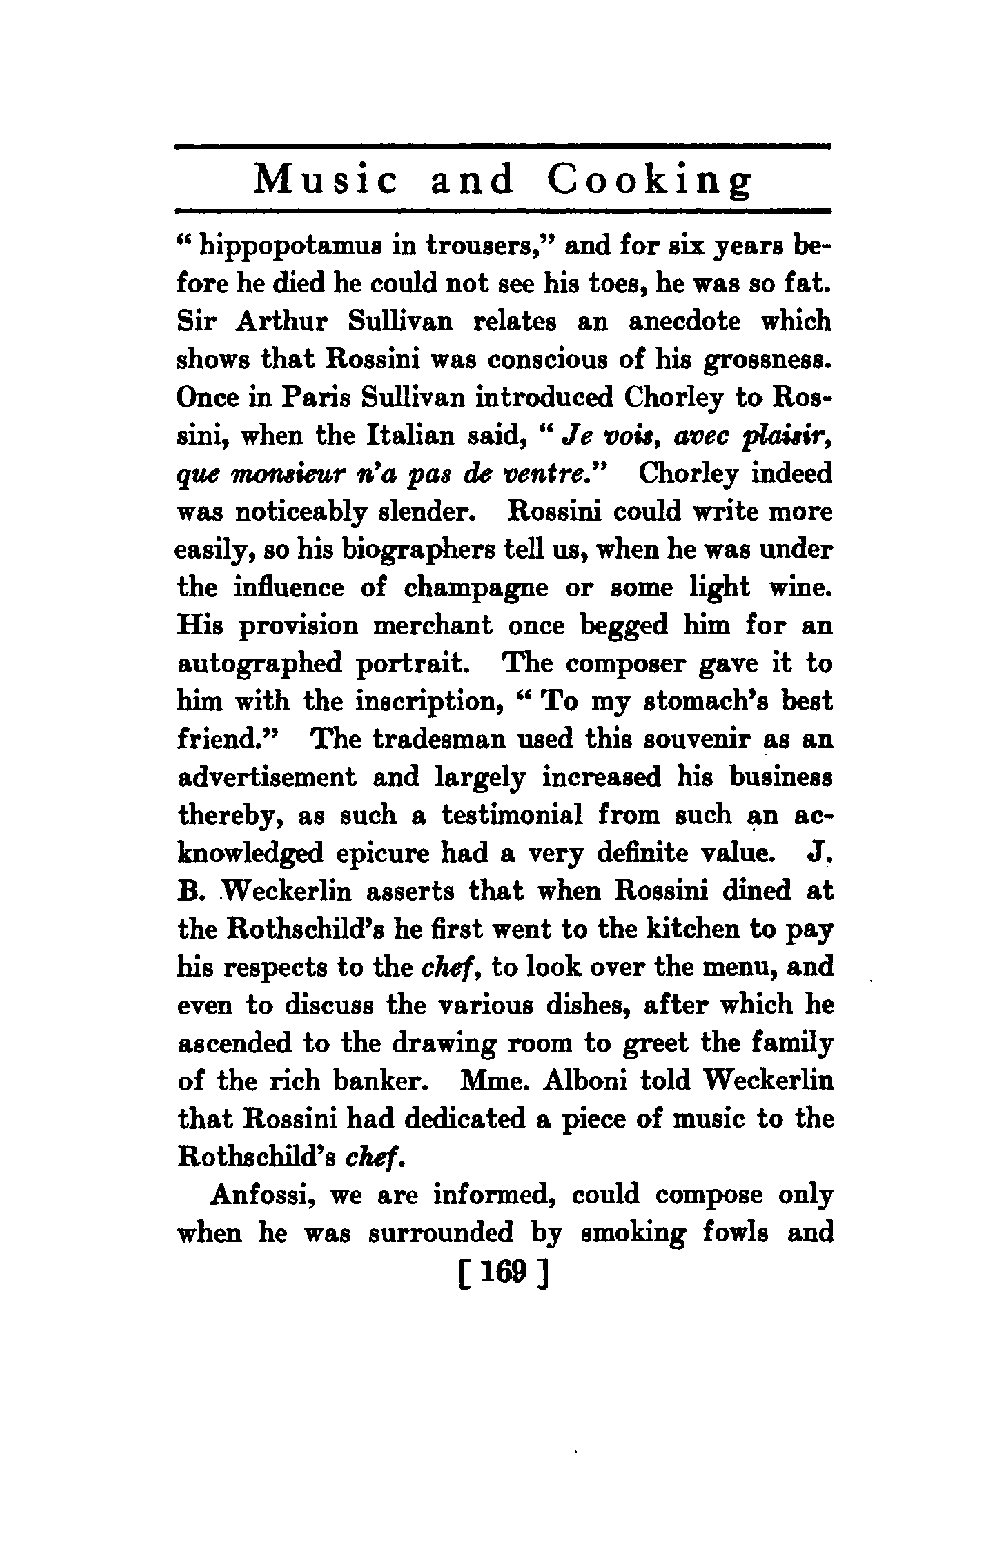 Music and Cooking
“ hippopotamus in trousers,” and for six years be-
fore he died he could not see his toes, he was so fat.
Sir Arthur Sullivan relates an anecdote which
shows that Rossini was conscious of his grossness.
Once in Paris Sullivan introduced Chorley to Ros-
sini, when the Italian said, “ Je vois, avec plaisir,
que monsieur n’a pas de ventre.” Chorley indeed
was noticeably slender. Rossini could write more
easily, so his biographers tell us, when he was under
the influence of champagne or some light wine.
His provision merchant once begged him for an
autographed portrait. The composer gave it to
him with the inscription, “ To my stomach’s best
friend.” The tradesman used this souvenir as an
advertisement and largely increased his business
thereby, as such a testimonial from such an ac-
knowledged epicure had a very definite value. J.
B. Weckerlin asserts that when Rossini dined at
the Rothschild’s he first went to the kitchen to pay
his respects to the chef, to look over the menu, and
even to discuss the various dishes, after which he
ascended to the drawing room to greet the family
of the rich banker. Mme. Alboni told Weckerlin
that Rossini had dedicated a piece of music to the
Rothschild’s chef.
Anfossi, we are informed, could compose only
when he was surrounded by smoking fowls and
[ 169 ]